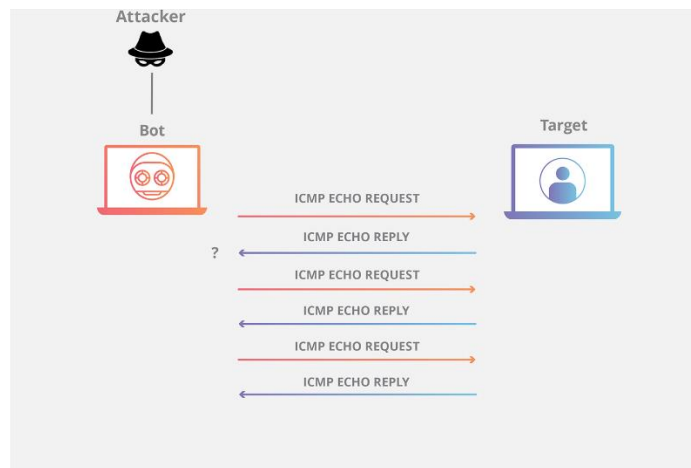 Attacker
Bot
Target
ICMP ECHO REQUEST
ICMP ECHO REPLY
?
ICMP ECHO REQUEST
ICMP ECHO REPLY
ICMP ECHO REQUEST
ICMP ECHO REPLY